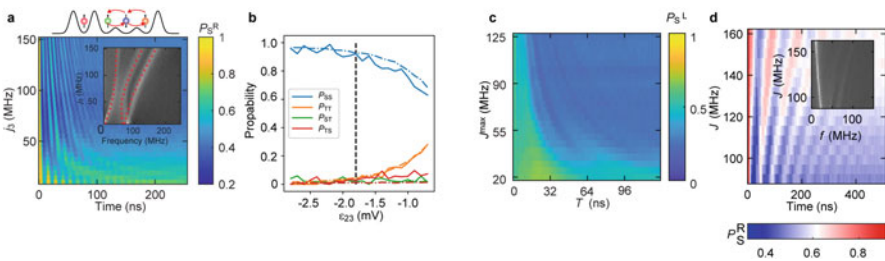 a
P_S^R
j_3 (MHz)
150
100
50
0
100
200
Time (ns)
150
100
50
0
100
200
Frequency (MHz)
1
0.8
0.6
0.4
0.2
b
Propability
1.0
0.8
0.6
0.4
0.2
0
P_SS
P_TT
P_ST
P_TS
-2.5
-2.0
-1.5
-1.0
ε_23 (mV)
c
P_S^L
J^max (MHz)
125
90
55
20
0
32
64
96
T (ns)
1
0.5
0
d
J (MHz)
160
140
120
100
0
200
400
Time (ns)
J
150
100
0
50
100
f (MHz)
P_S^R
0.4
0.6
0.8